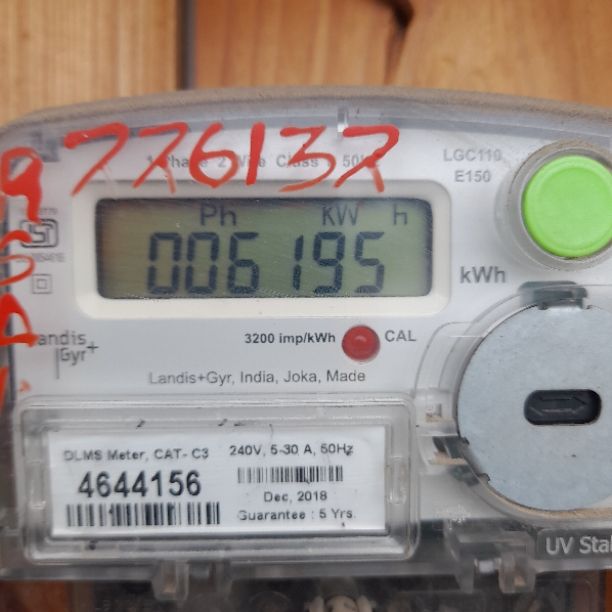 776137
1 Phase 2 Wire Class 1 50Hz
LGC110
E150
Ph KW h
006195
kWh
3200 imp/kWh
CAL
Landis+Gyr, India, Joka, Made
andis
Gyr+
DLMS Meter, CAT- C3
4644156
240V, 5-30 A, 50Hz
Dec, 2018
Guarantee : 5 Yrs.
UV Stab